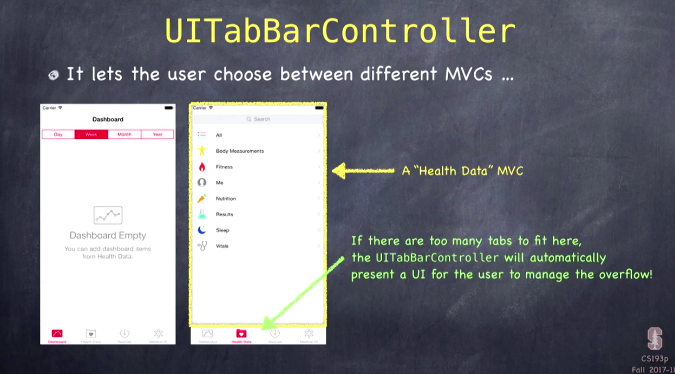 UITabBarController
It lets the user choose between different MVCs ...
Carrier
Dashboard
Day Week Month Year
Dashboard Empty
You can add dashboard items
from Health Data.
Dashboard
Carrier
Search
All
Body Measurements
Fitness
Me
Nutrition
Results
Sleep
Vitals
Health Data
A “Health Data” MVC
If there are too many tabs to fit here,
the UITabBarController will automatically
present a UI for the user to manage the overflow!
CS193p
Fall 2017-18